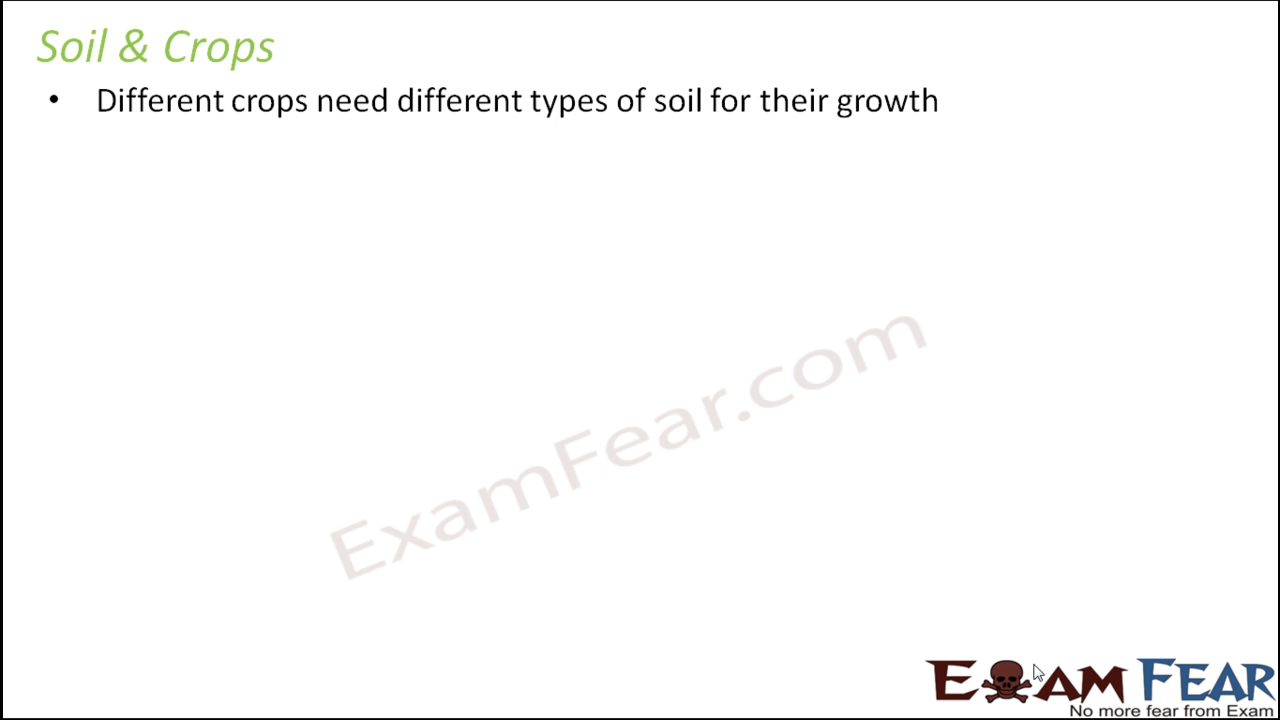 Soil & Crops
• Different crops need different types of soil for their growth
ExamFear.com
EXAM FEAR
No more fear from Exam